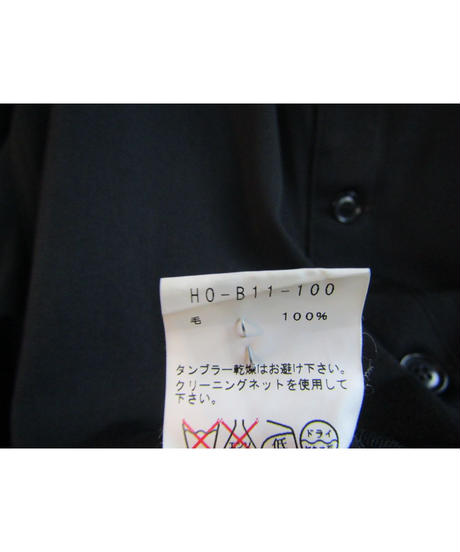 HO-B11-100
毛 100%
タンブラー乾燥はお避け下さい。
クリーニングネットを使用して
下さい。
低 ドライ